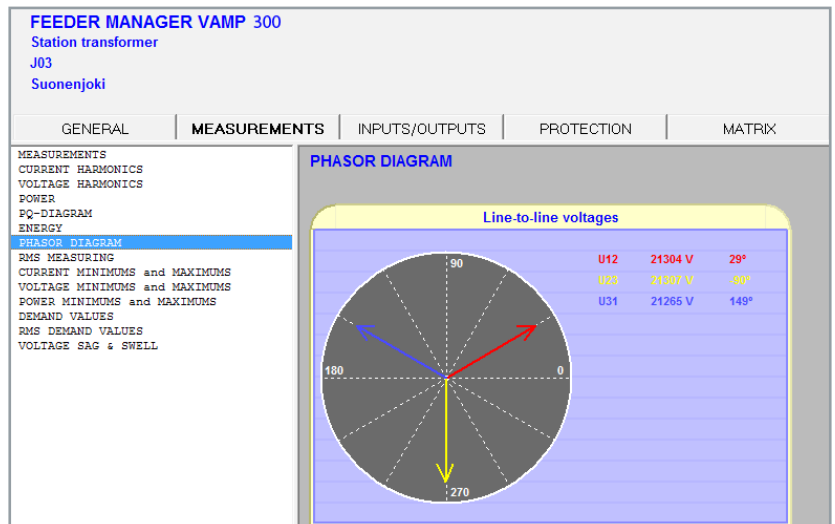 FEEDER MANAGER VAMP 300
Station transformer
J03
Suonenjoki
GENERAL MEASUREMENTS INPUTS/OUTPUTS PROTECTION MATRIX
MEASUREMENTS
CURRENT HARMONICS
VOLTAGE HARMONICS
POWER
PQ-DIAGRAM
ENERGY
PHASOR DIAGRAM
RMS MEASURING
CURRENT MINIMUMS and MAXIMUMS
VOLTAGE MINIMUMS and MAXIMUMS
POWER MINIMUMS and MAXIMUMS
DEMAND VALUES
RMS DEMAND VALUES
VOLTAGE SAG & SWELL
PHASOR DIAGRAM
Line-to-line voltages
90
180
0
270
U12 21304 V 29°
U23 21307 V -90°
U31 21265 V 149°